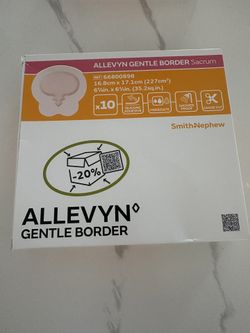 ALLEVYN GENTLE BORDER Sacrum
REF 66800898
16.8cm x 17.1cm (227cm²)
6⅝in. x 6¾in. (35.2sq.in.)
x10
Smith+Nephew
-20%
ALLEVYN◊
GENTLE BORDER